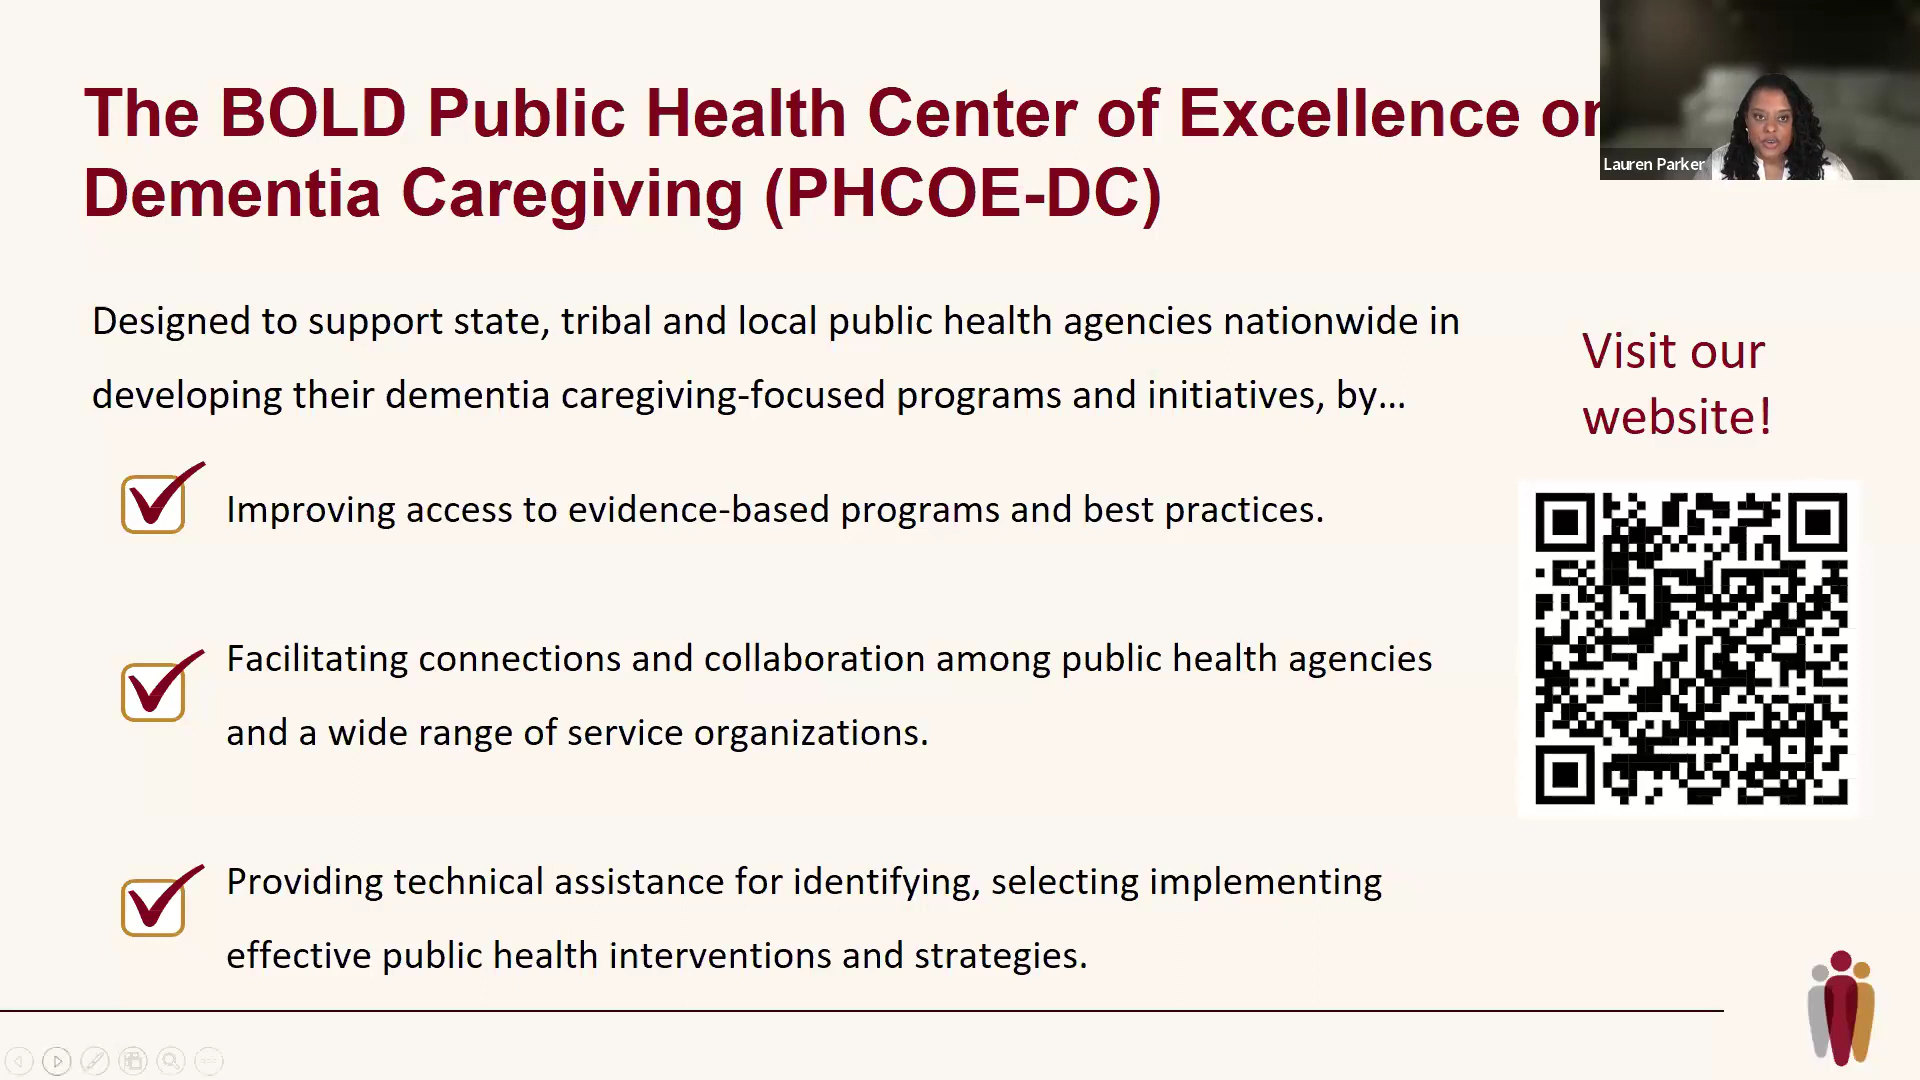 The BOLD Public Health Center of Excellence on
Dementia Caregiving (PHCOE-DC)
Lauren Parker
Designed to support state, tribal and local public health agencies nationwide in
developing their dementia caregiving-focused programs and initiatives, by...
Visit our
website!
Improving access to evidence-based programs and best practices.
Facilitating connections and collaboration among public health agencies
and a wide range of service organizations.
Providing technical assistance for identifying, selecting implementing
effective public health interventions and strategies.